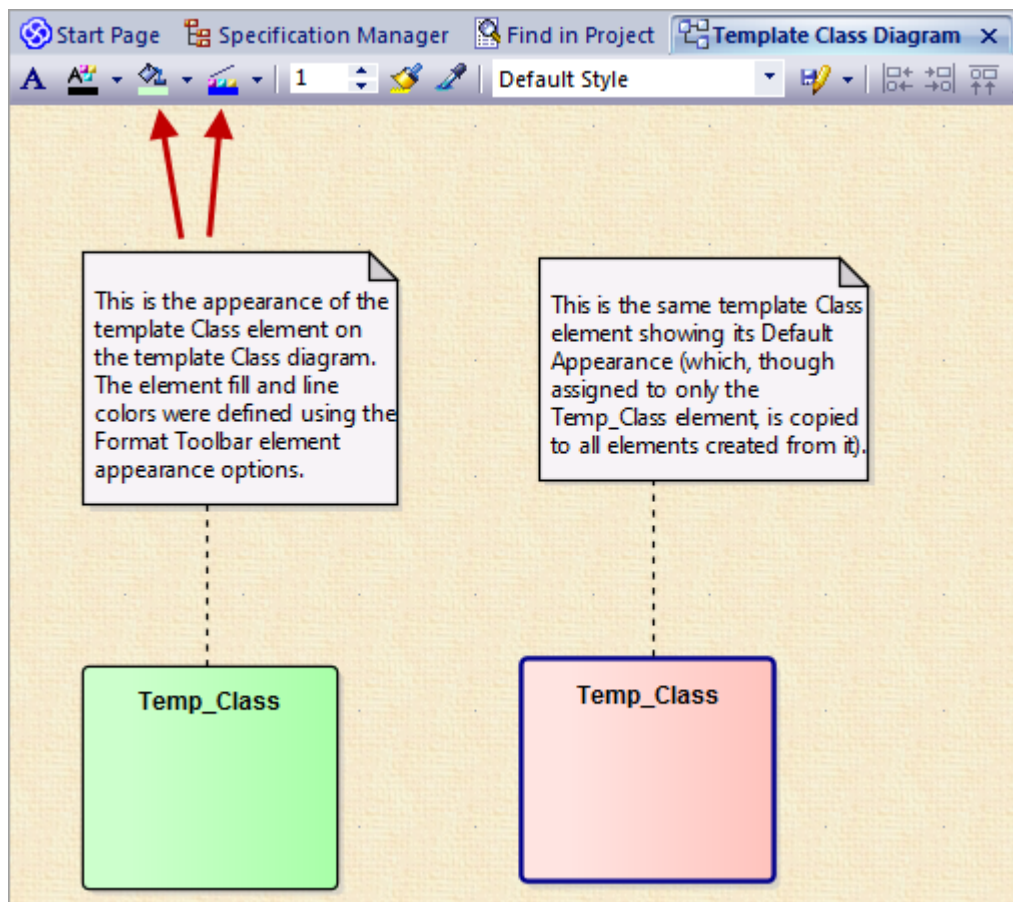 Start Page Specification Manager Find in Project Template Class Diagram
A 1 Default Style
This is the appearance of the
template Class element on
the template Class diagram.
The element fill and line
colors were defined using the
Format Toolbar element
appearance options.
This is the same template Class
element showing its Default
Appearance (which, though
assigned to only the
Temp_Class element, is copied
to all elements created from it).
Temp_Class
Temp_Class